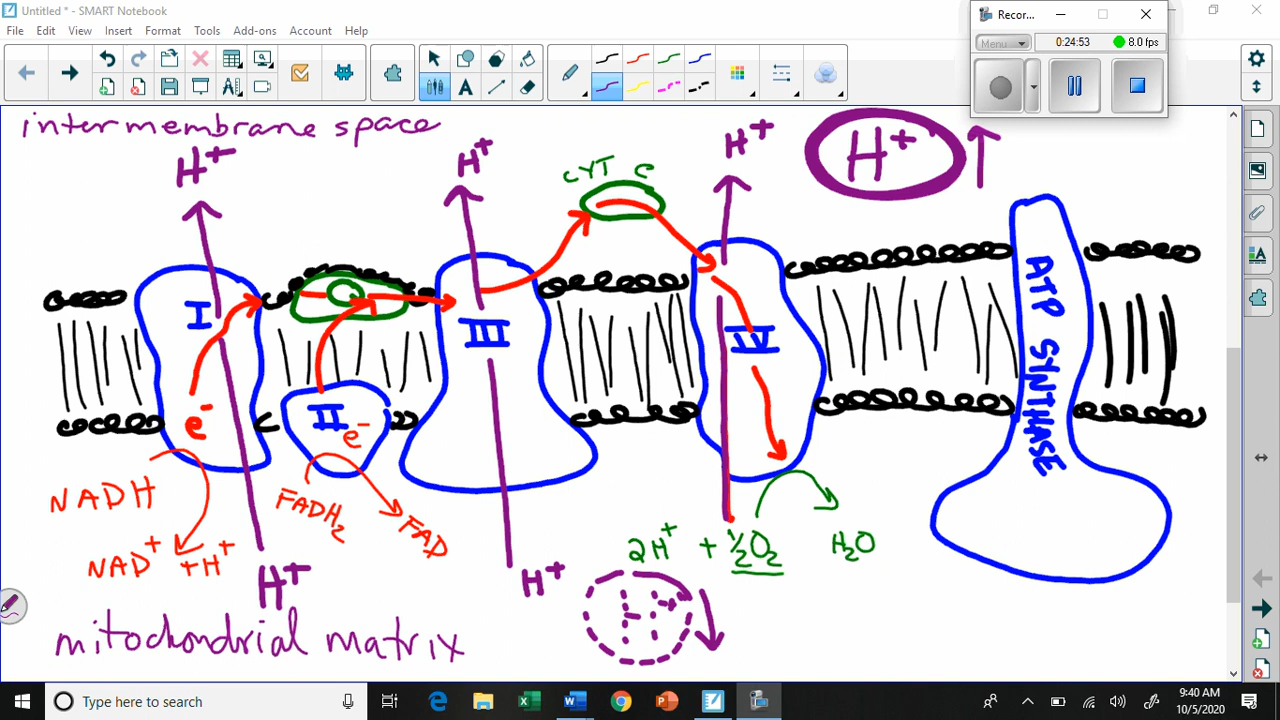 Untitled * - SMART Notebook
File Edit View Insert Format Tools Add-ons Account Help
Recor...
Menu
0:24:53
8.0 fps
intermembrane space
H+
H+
CYT C
H+
H+
I
III
IV
ATP SYNTHASE
II
e-
e-
NADH
NAD+ + H+
FADH2
FAD
H+
H+
2H+ + ½O2
H2O
H+
mitochondrial matrix
Type here to search
9:40 AM
10/5/2020